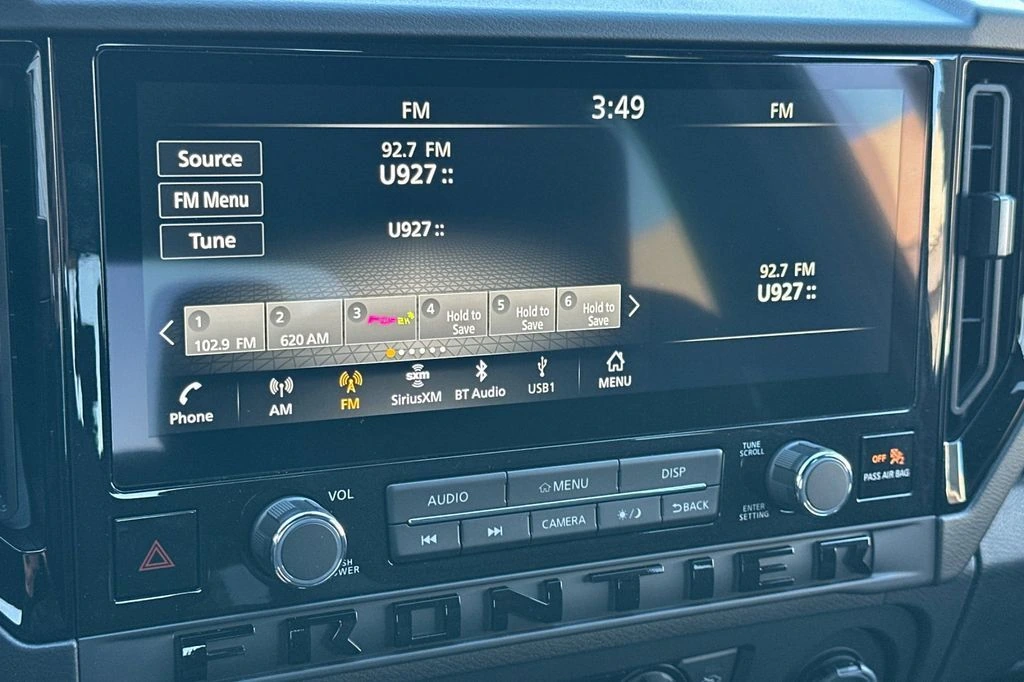 FM 3:49 FM
Source
FM Menu
Tune
92.7 FM
U927 ::
U927 ::
92.7 FM
U927 ::
1 102.9 FM
2 620 AM
3
4 Hold to Save
5 Hold to Save
6 Hold to Save
Phone AM FM SiriusXM BT Audio USB1 MENU
sxm
VOL
AUDIO MENU DISP
CAMERA BACK
TUNE
SCROLL
ENTER
SETTING
OFF 2
PASS AIR BAG
FRONTIER